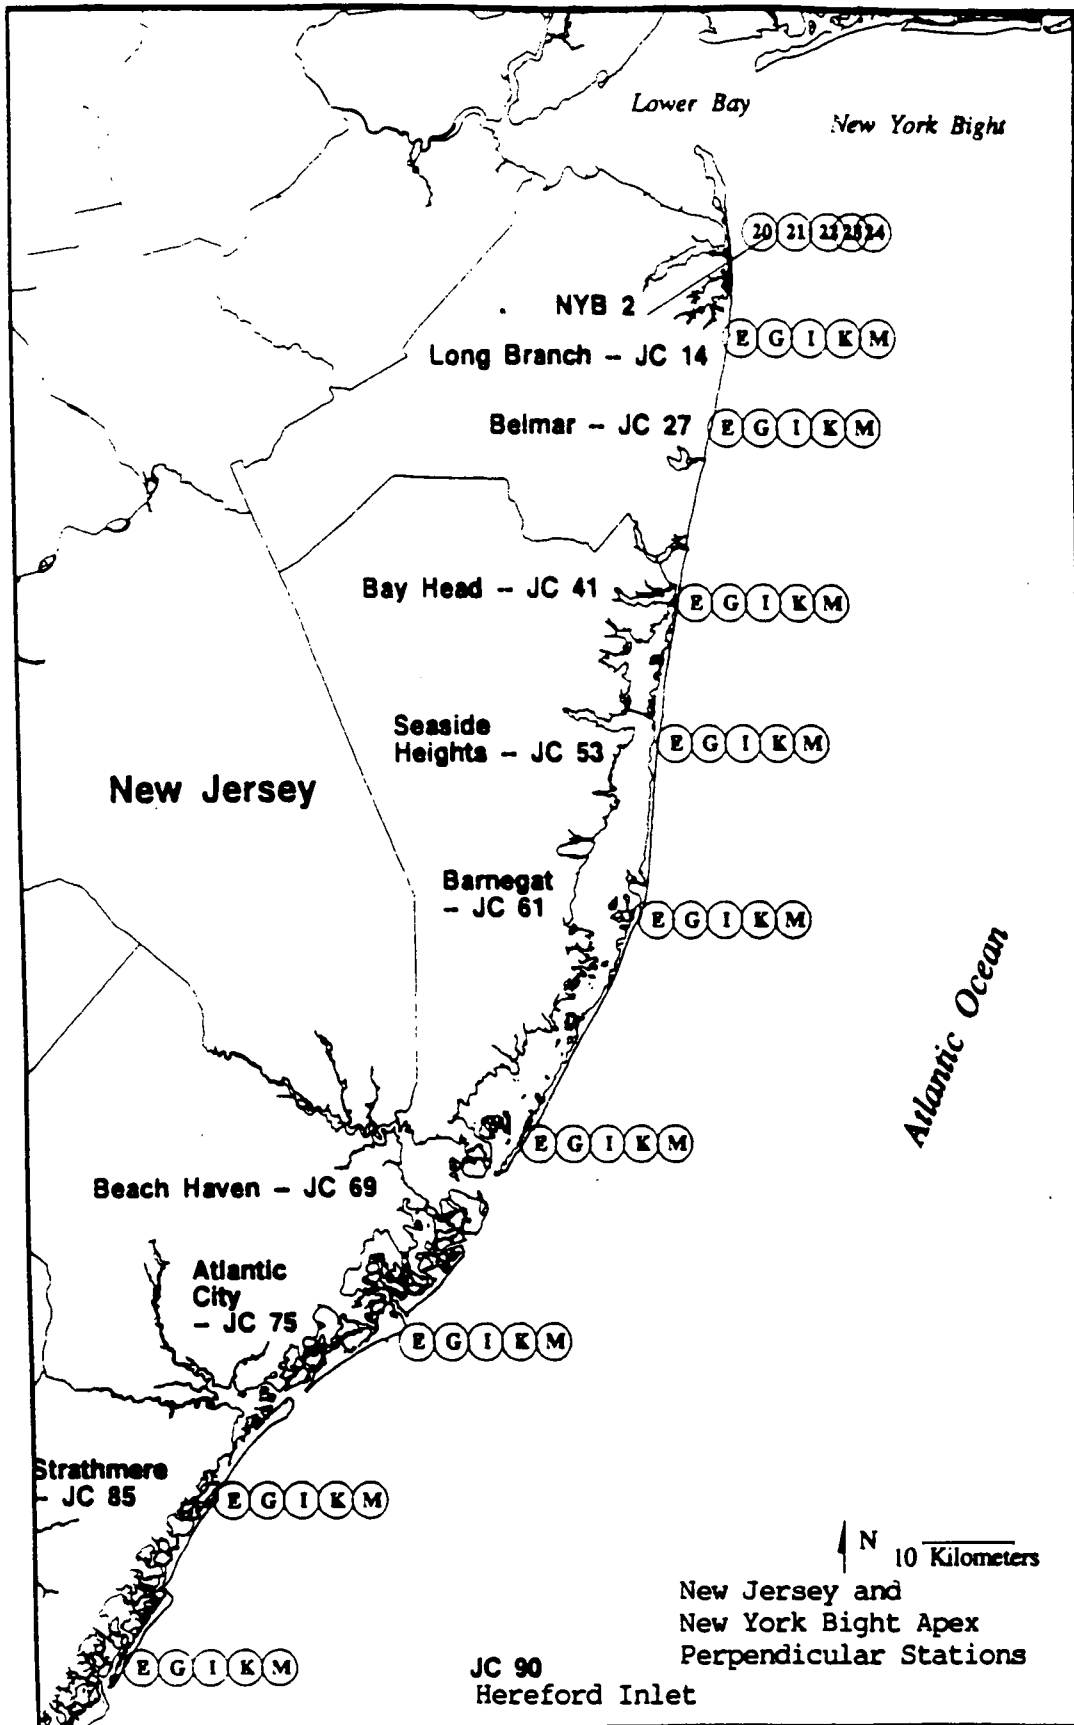 Lower Bay
New York Bight
20 21 22 23 24
NYB 2
E G I K M
Long Branch - JC 14
Belmar - JC 27
E G I K M
Bay Head - JC 41
E G I K M
Seaside
Heights - JC 53
E G I K M
New Jersey
Barnegat
- JC 61
E G I K M
Atlantic Ocean
E G I K M
Beach Haven - JC 69
Atlantic
City
- JC 75
E G I K M
Strathmere
- JC 85
E G I K M
N
10 Kilometers
New Jersey and
New York Bight Apex
Perpendicular Stations
E G I K M
JC 90
Hereford Inlet